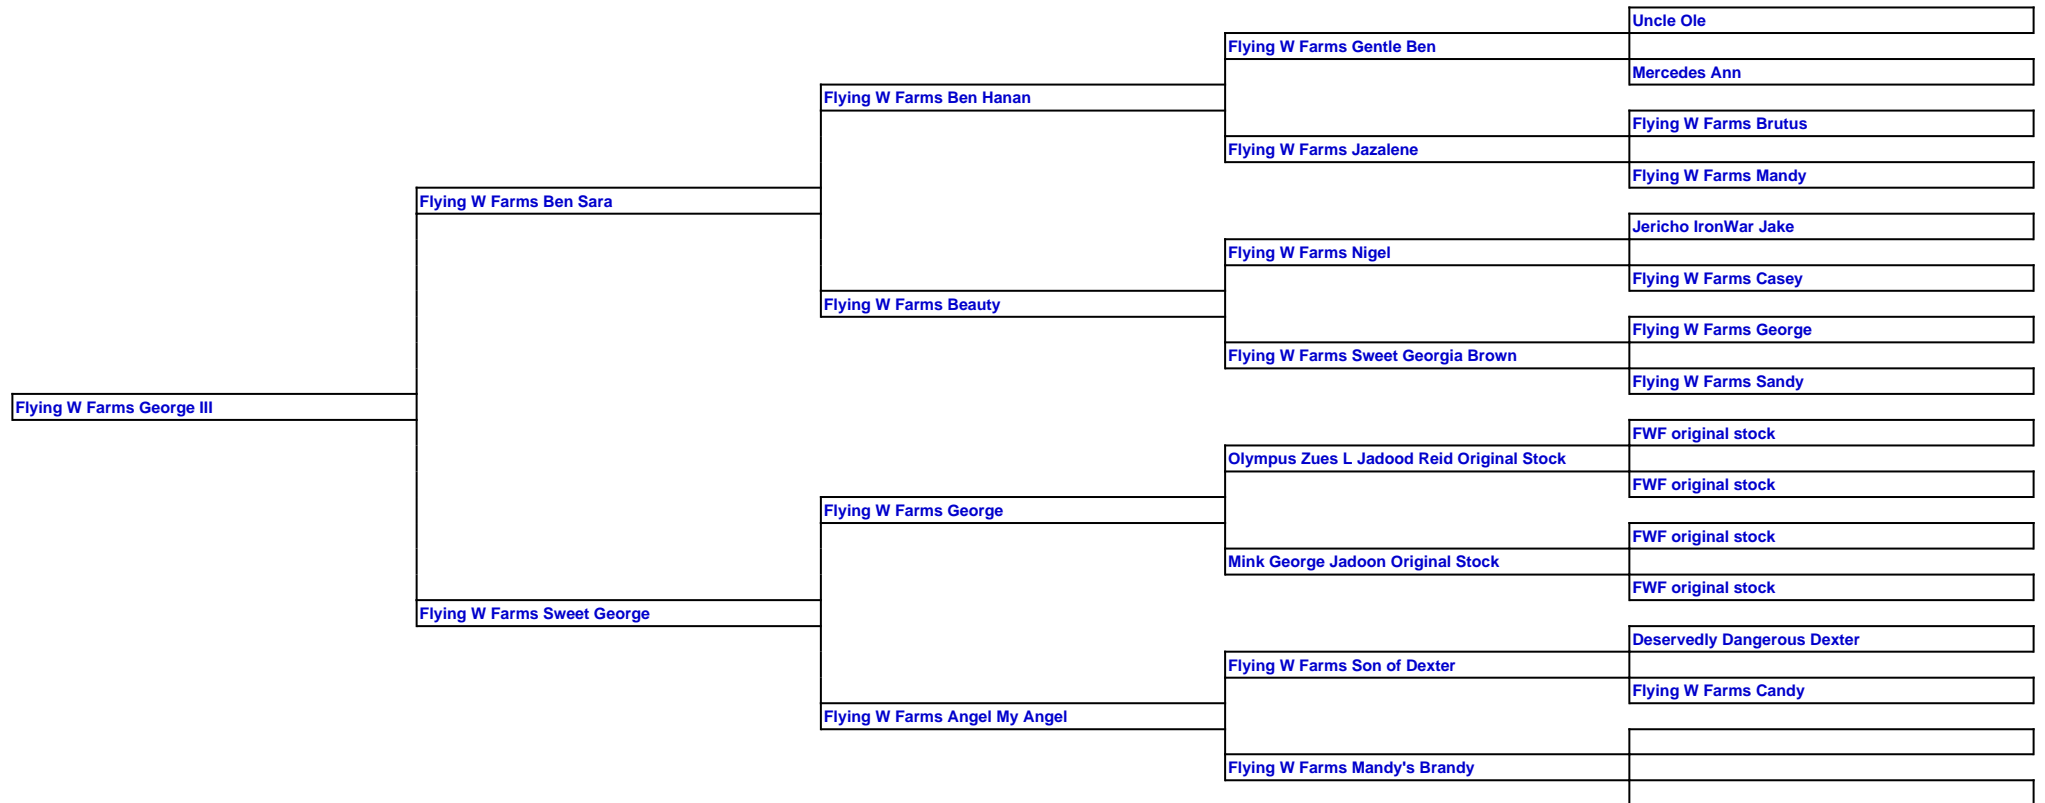 Uncle Ole
Flying W Farms Gentle Ben
Mercedes Ann
Flying W Farms Ben Hanan
Flying W Farms Brutus
Flying W Farms Jazalene
Flying W Farms Mandy
Flying W Farms Ben Sara
Jericho IronWar Jake
Flying W Farms Nigel
Flying W Farms Casey
Flying W Farms Beauty
Flying W Farms George
Flying W Farms Sweet Georgia Brown
Flying W Farms Sandy
Flying W Farms George III
FWF original stock
Olympus Zues L Jadood Reid Original Stock
FWF original stock
Flying W Farms George
FWF original stock
Mink George Jadoon Original Stock
FWF original stock
Flying W Farms Sweet George
Deservedly Dangerous Dexter
Flying W Farms Son of Dexter
Flying W Farms Candy
Flying W Farms Angel My Angel
Flying W Farms Mandy's Brandy